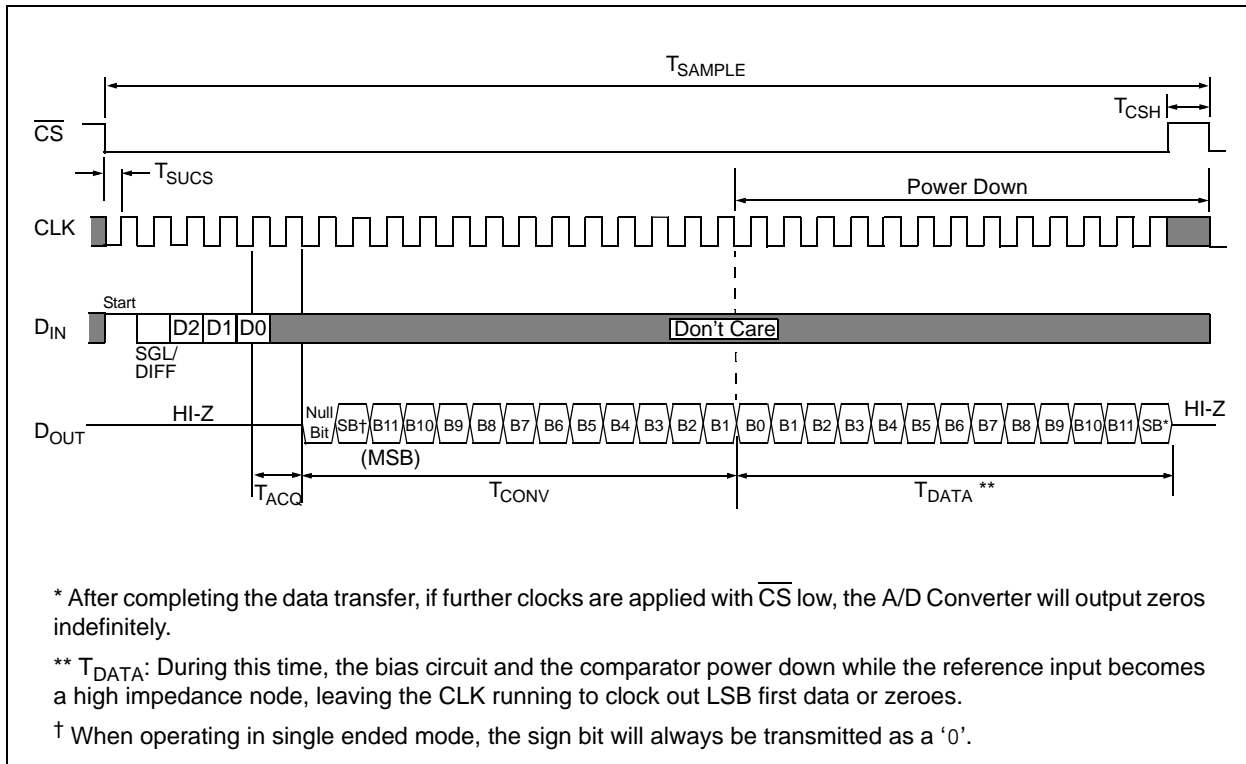 TSAMPLE
TCSH
CS
TSUCS
Power Down
CLK
Start
DIN
D2 D1 D0
Don't Care
SGL/
DIFF
HI-Z
HI-Z
DOUT
Null
Bit
SB† B11 B10 B9 B8 B7 B6 B5 B4 B3 B2 B1 B0 B1 B2 B3 B4 B5 B6 B7 B8 B9 B10 B11 SB*
(MSB)
TACQ
TCONV
TDATA **
* After completing the data transfer, if further clocks are applied with CS low, the A/D Converter will output zeros
indefinitely.
** TDATA: During this time, the bias circuit and the comparator power down while the reference input becomes
a high impedance node, leaving the CLK running to clock out LSB first data or zeroes.
† When operating in single ended mode, the sign bit will always be transmitted as a ‘0’.